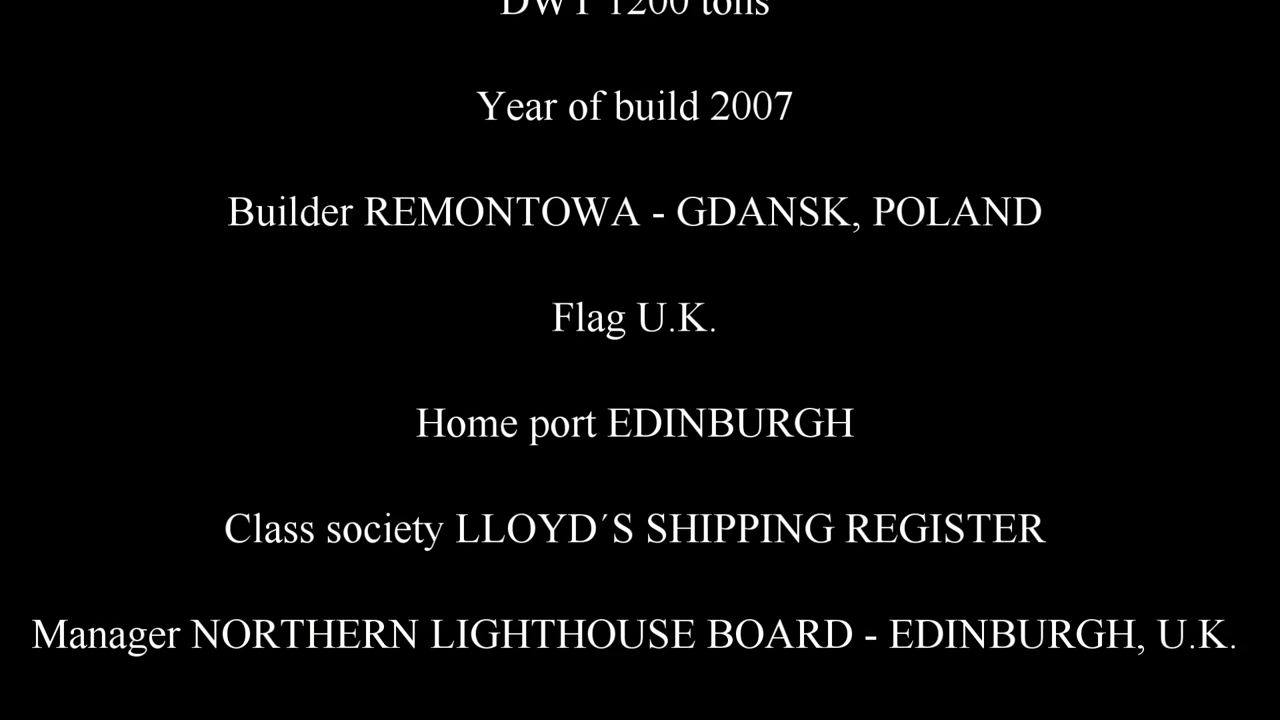 DWT 1200 tons
Year of build 2007
Builder REMONTOWA - GDANSK, POLAND
Flag U.K.
Home port EDINBURGH
Class society LLOYD´S SHIPPING REGISTER
Manager NORTHERN LIGHTHOUSE BOARD - EDINBURGH, U.K.